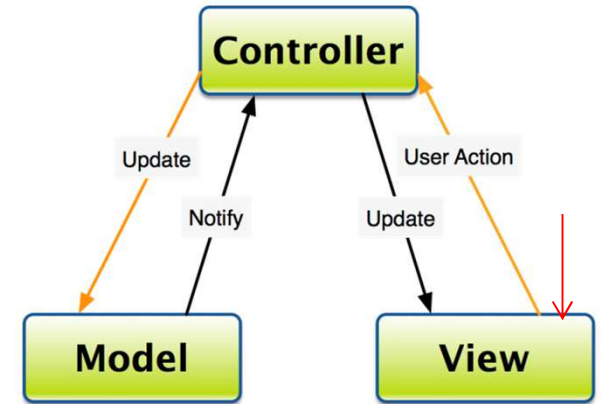 Controller
Update
User Action
Notify
Update
Model
View